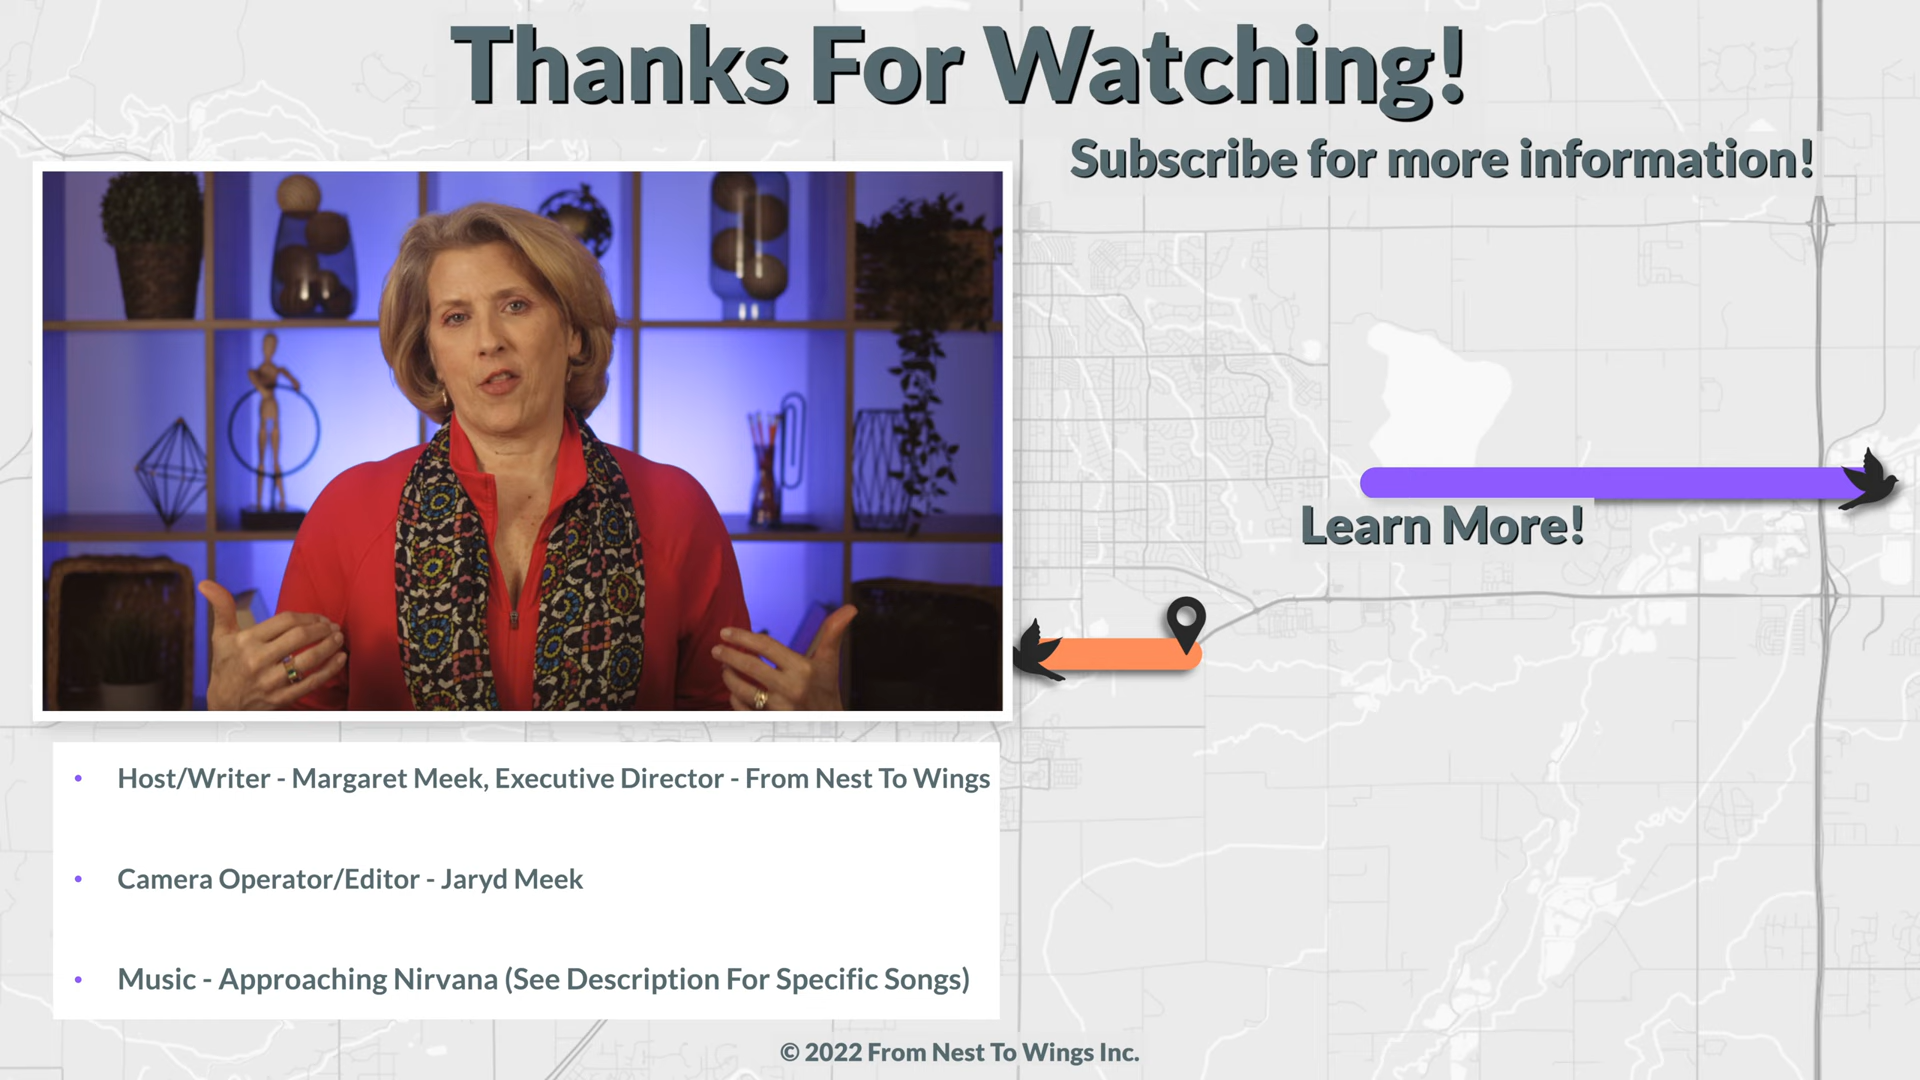 Thanks For Watching!
Subscribe for more information!
Learn More!
• Host/Writer - Margaret Meek, Executive Director - From Nest To Wings
• Camera Operator/Editor - Jaryd Meek
• Music - Approaching Nirvana (See Description For Specific Songs)
© 2022 From Nest To Wings Inc.